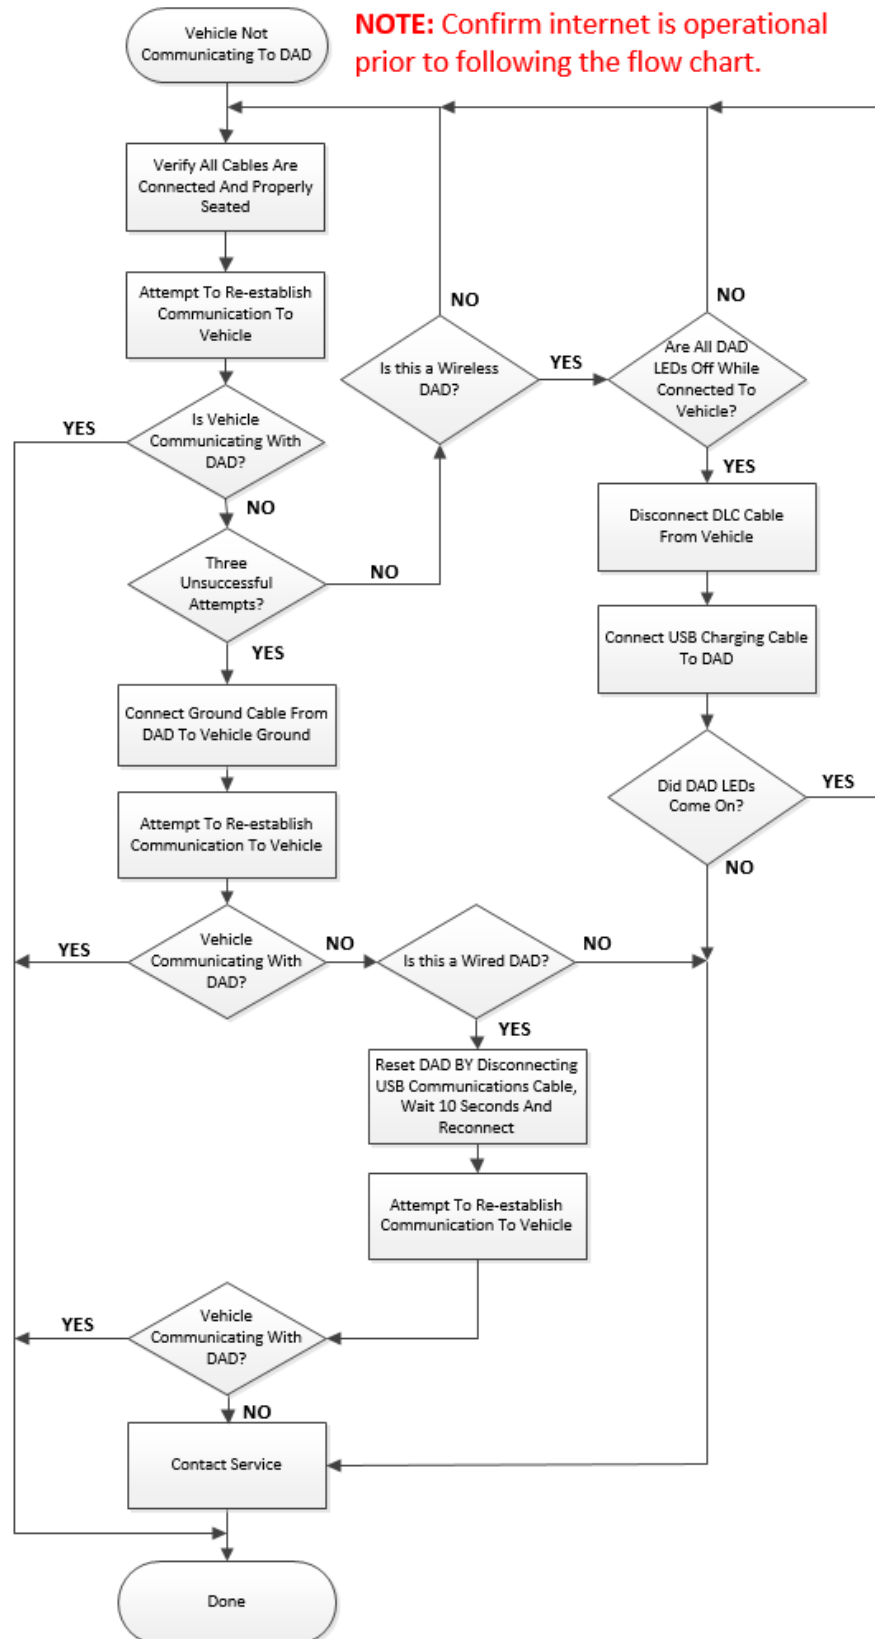 Vehicle Not
Communicating To DAD
NOTE: Confirm internet is operational
prior to following the flow chart.
Verify All Cables Are
Connected And Properly
Seated
Attempt To Re-establish
Communication To
Vehicle
Is Vehicle
Communicating With
DAD?
YES
NO
Three
Unsuccessful
Attempts?
NO
YES
Is this a Wireless
DAD?
NO
YES
Are All DAD
LEDs Off While
Connected To
Vehicle?
NO
YES
Disconnect DLC Cable
From Vehicle
Connect USB Charging Cable
To DAD
Did DAD LEDs
Come On?
YES
NO
Connect Ground Cable From
DAD To Vehicle Ground
Attempt To Re-establish
Communication To Vehicle
Vehicle
Communicating With
DAD?
YES
NO
Is this a Wired DAD?
NO
YES
Reset DAD BY Disconnecting
USB Communications Cable,
Wait 10 Seconds And
Reconnect
Attempt To Re-establish
Communication To Vehicle
Vehicle
Communicating With
DAD?
YES
NO
Contact Service
Done